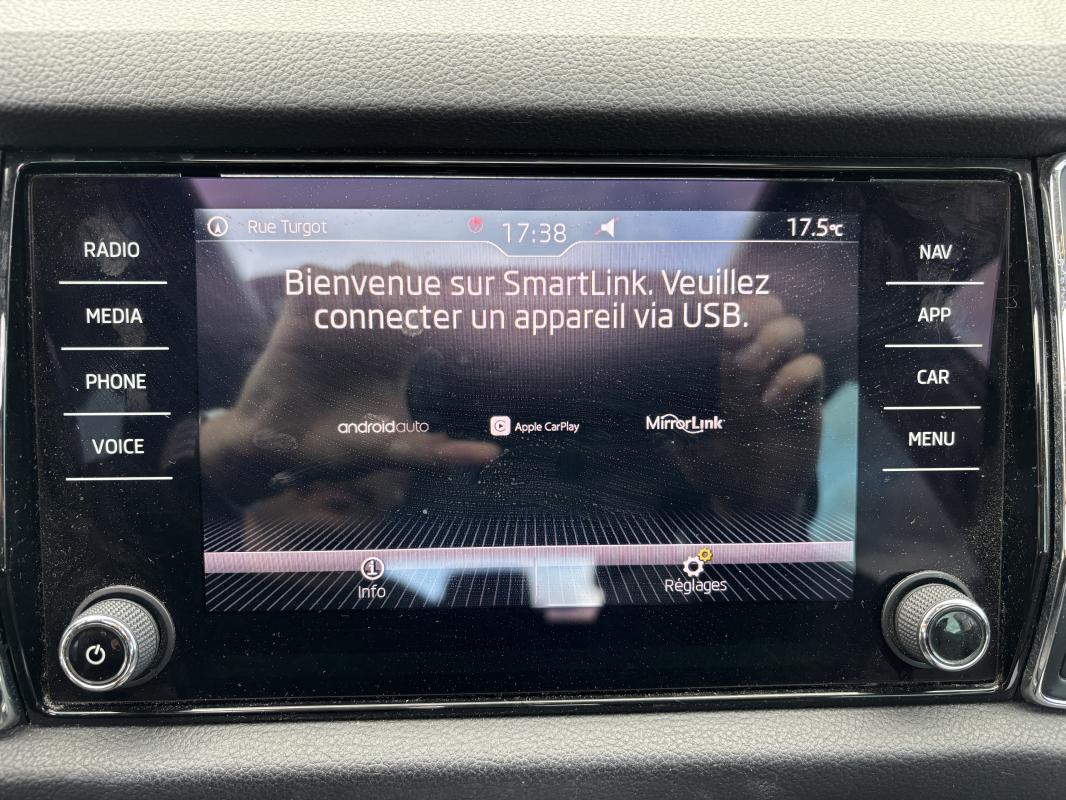 Rue Turgot
17:38
17.5°C
RADIO
MEDIA
PHONE
VOICE
Bienvenue sur SmartLink. Veuillez
connecter un appareil via USB.
androidauto
Apple CarPlay
MirrorLink
Info
Réglages
NAV
APP
CAR
MENU